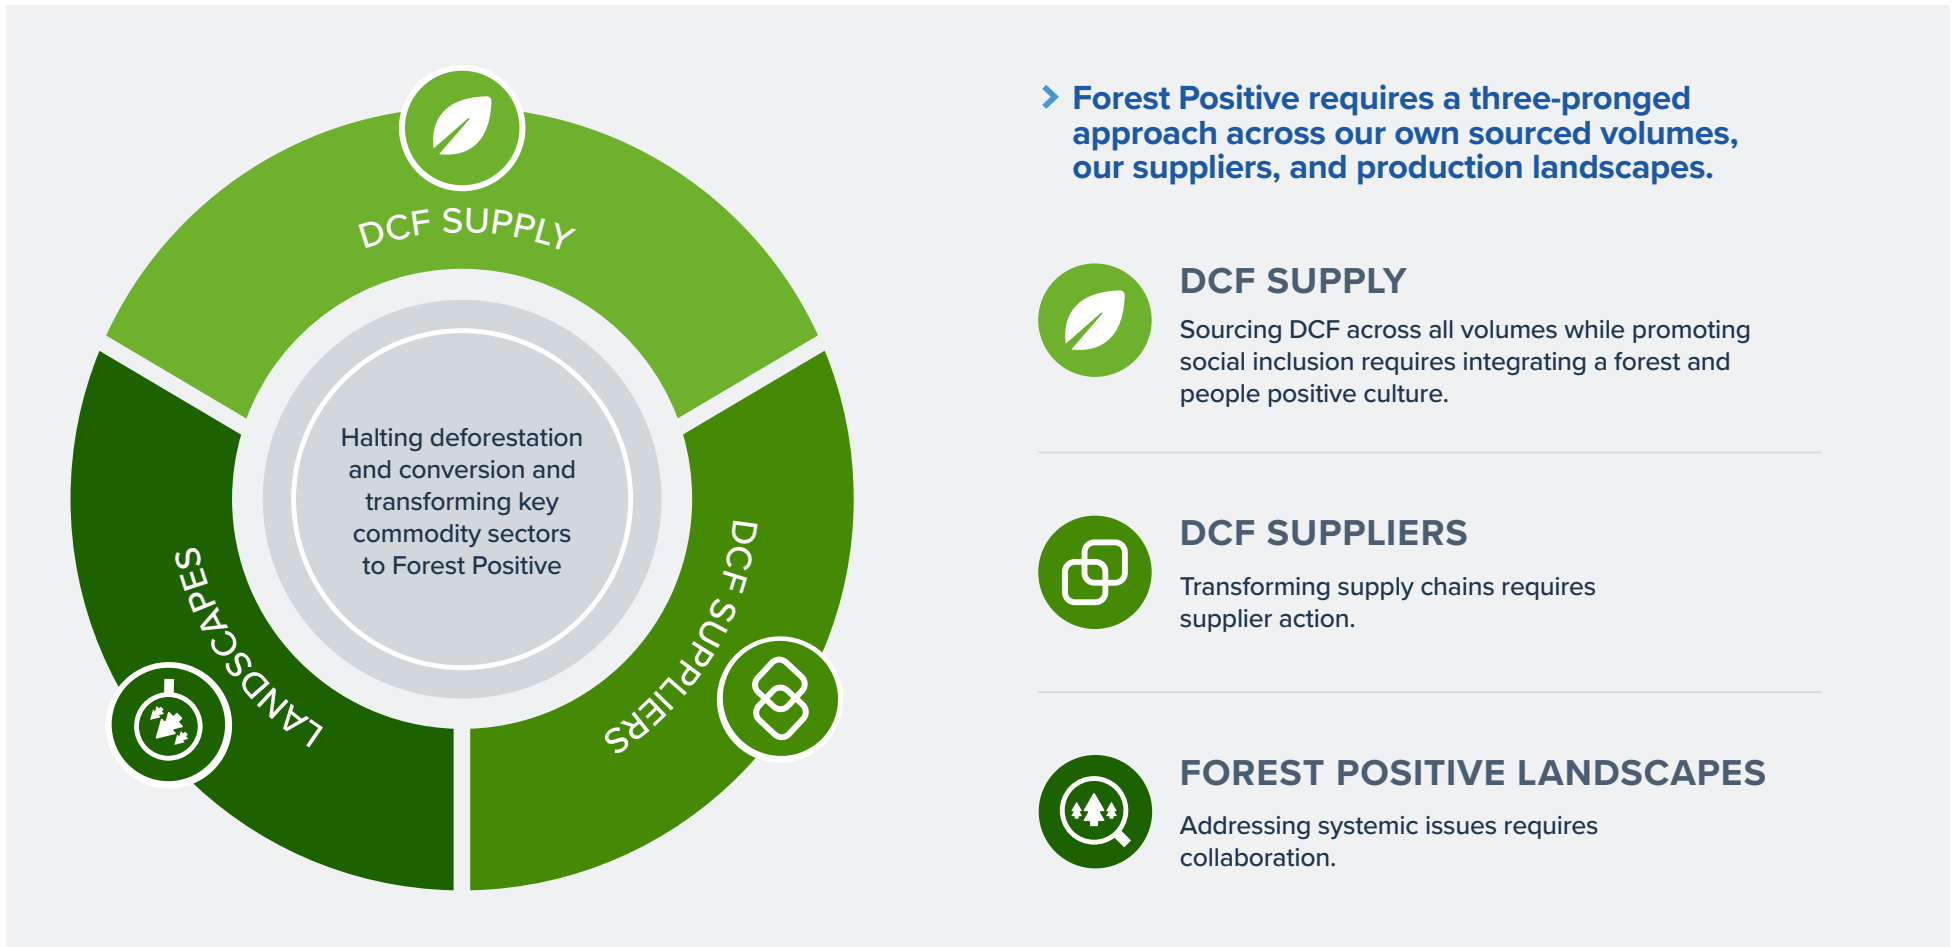 DCF SUPPLY
DCF SUPPLIERS
LANDSCAPES
Halting deforestation
and conversion and
transforming key
commodity sectors
to Forest Positive
Forest Positive requires a three-pronged
approach across our own sourced volumes,
our suppliers, and production landscapes.
DCF SUPPLY
Sourcing DCF across all volumes while promoting
social inclusion requires integrating a forest and
people positive culture.
DCF SUPPLIERS
Transforming supply chains requires
supplier action.
FOREST POSITIVE LANDSCAPES
Addressing systemic issues requires
collaboration.